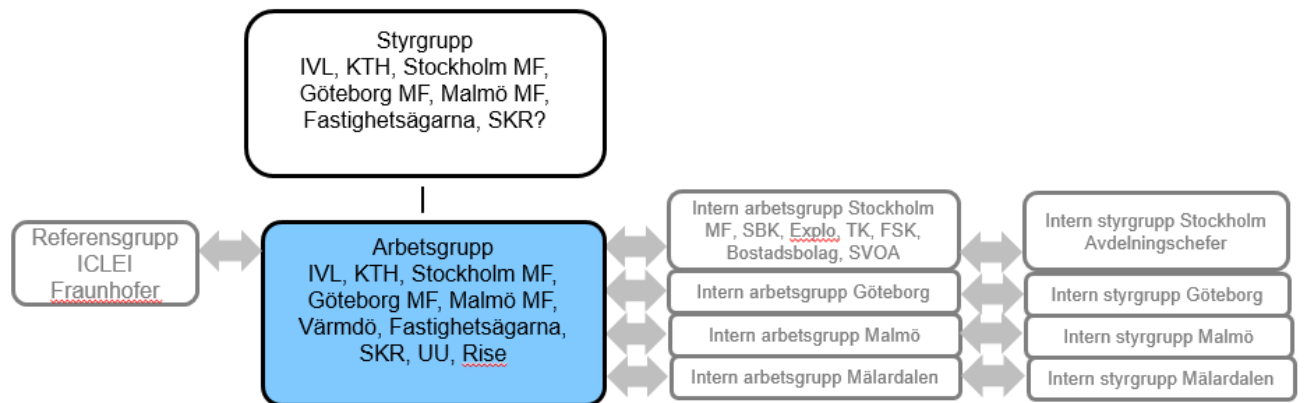 Styrgrupp
IVL, KTH, Stockholm MF,
Göteborg MF, Malmö MF,
Fastighetsägarna, SKR?
Referensgrupp
ICLEI
Fraunhofer
Arbetsgrupp
IVL, KTH, Stockholm MF,
Göteborg MF, Malmö MF,
Värmdö, Fastighetsägarna,
SKR, UU, Rise
Intern arbetsgrupp Stockholm
MF, SBK, Explo, TK, FSK,
Bostadsbolag, SVOA
Intern styrgrupp Stockholm
Avdelningschefer
Intern arbetsgrupp Göteborg
Intern styrgrupp Göteborg
Intern arbetsgrupp Malmö
Intern styrgrupp Malmö
Intern arbetsgrupp Mälardalen
Intern styrgrupp Mälardalen